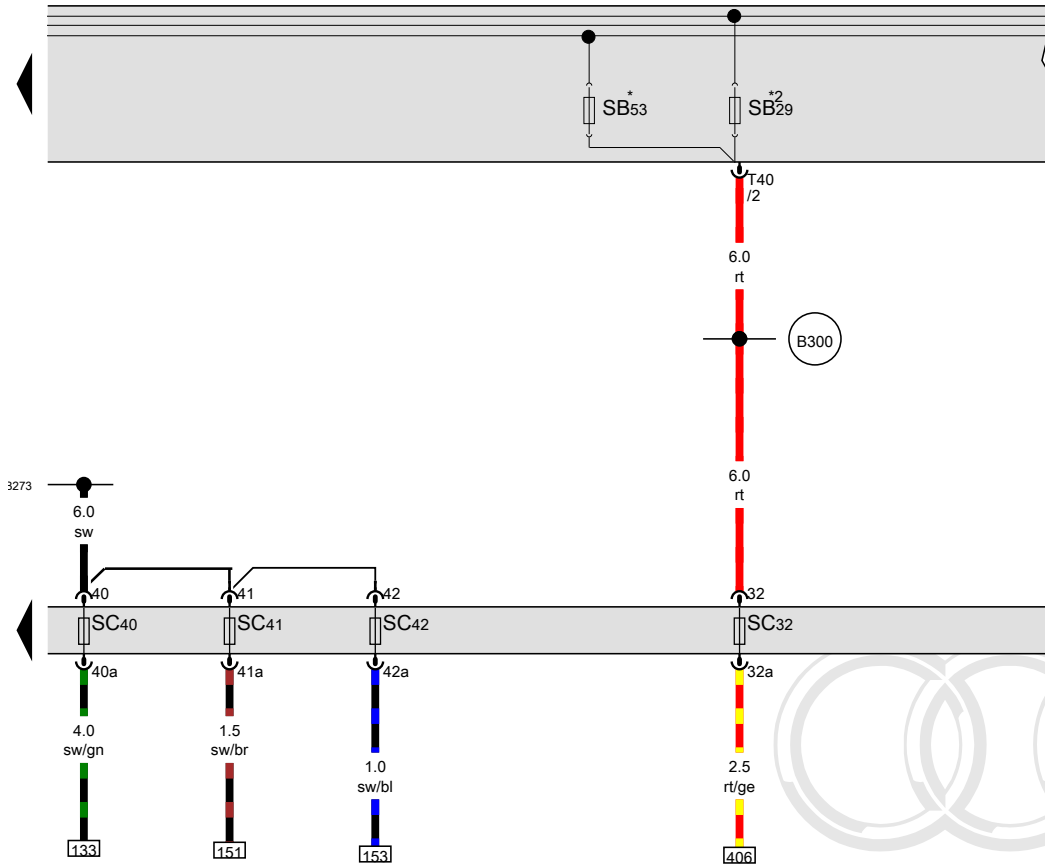 SB53 *
SB29 *2
T40
/2
6.0
rt
B300
6.0
rt
3273
6.0
sw
40
41
42
32
SC40
SC41
SC42
SC32
40a
41a
42a
32a
4.0
sw/gn
1.5
sw/br
1.0
sw/bl
2.5
rt/ge
133
151
153
406